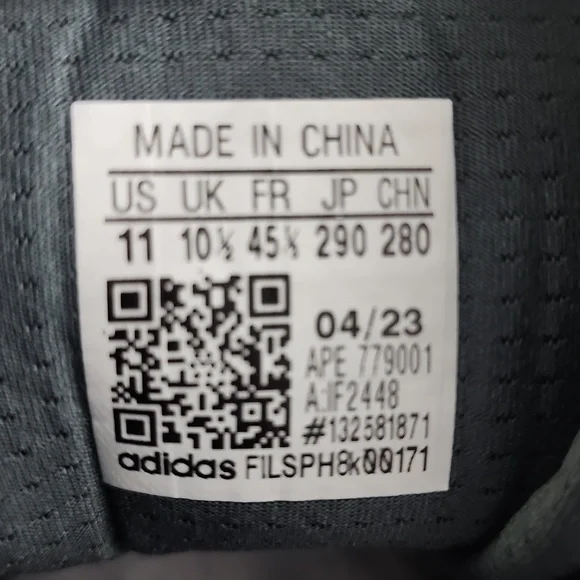 MADE IN CHINA
US UK FR JP CHN
11 10½ 45⅓ 290 280
04/23
APE 779001
A:IF2448
#132581871
adidas F1LSPH8k00171